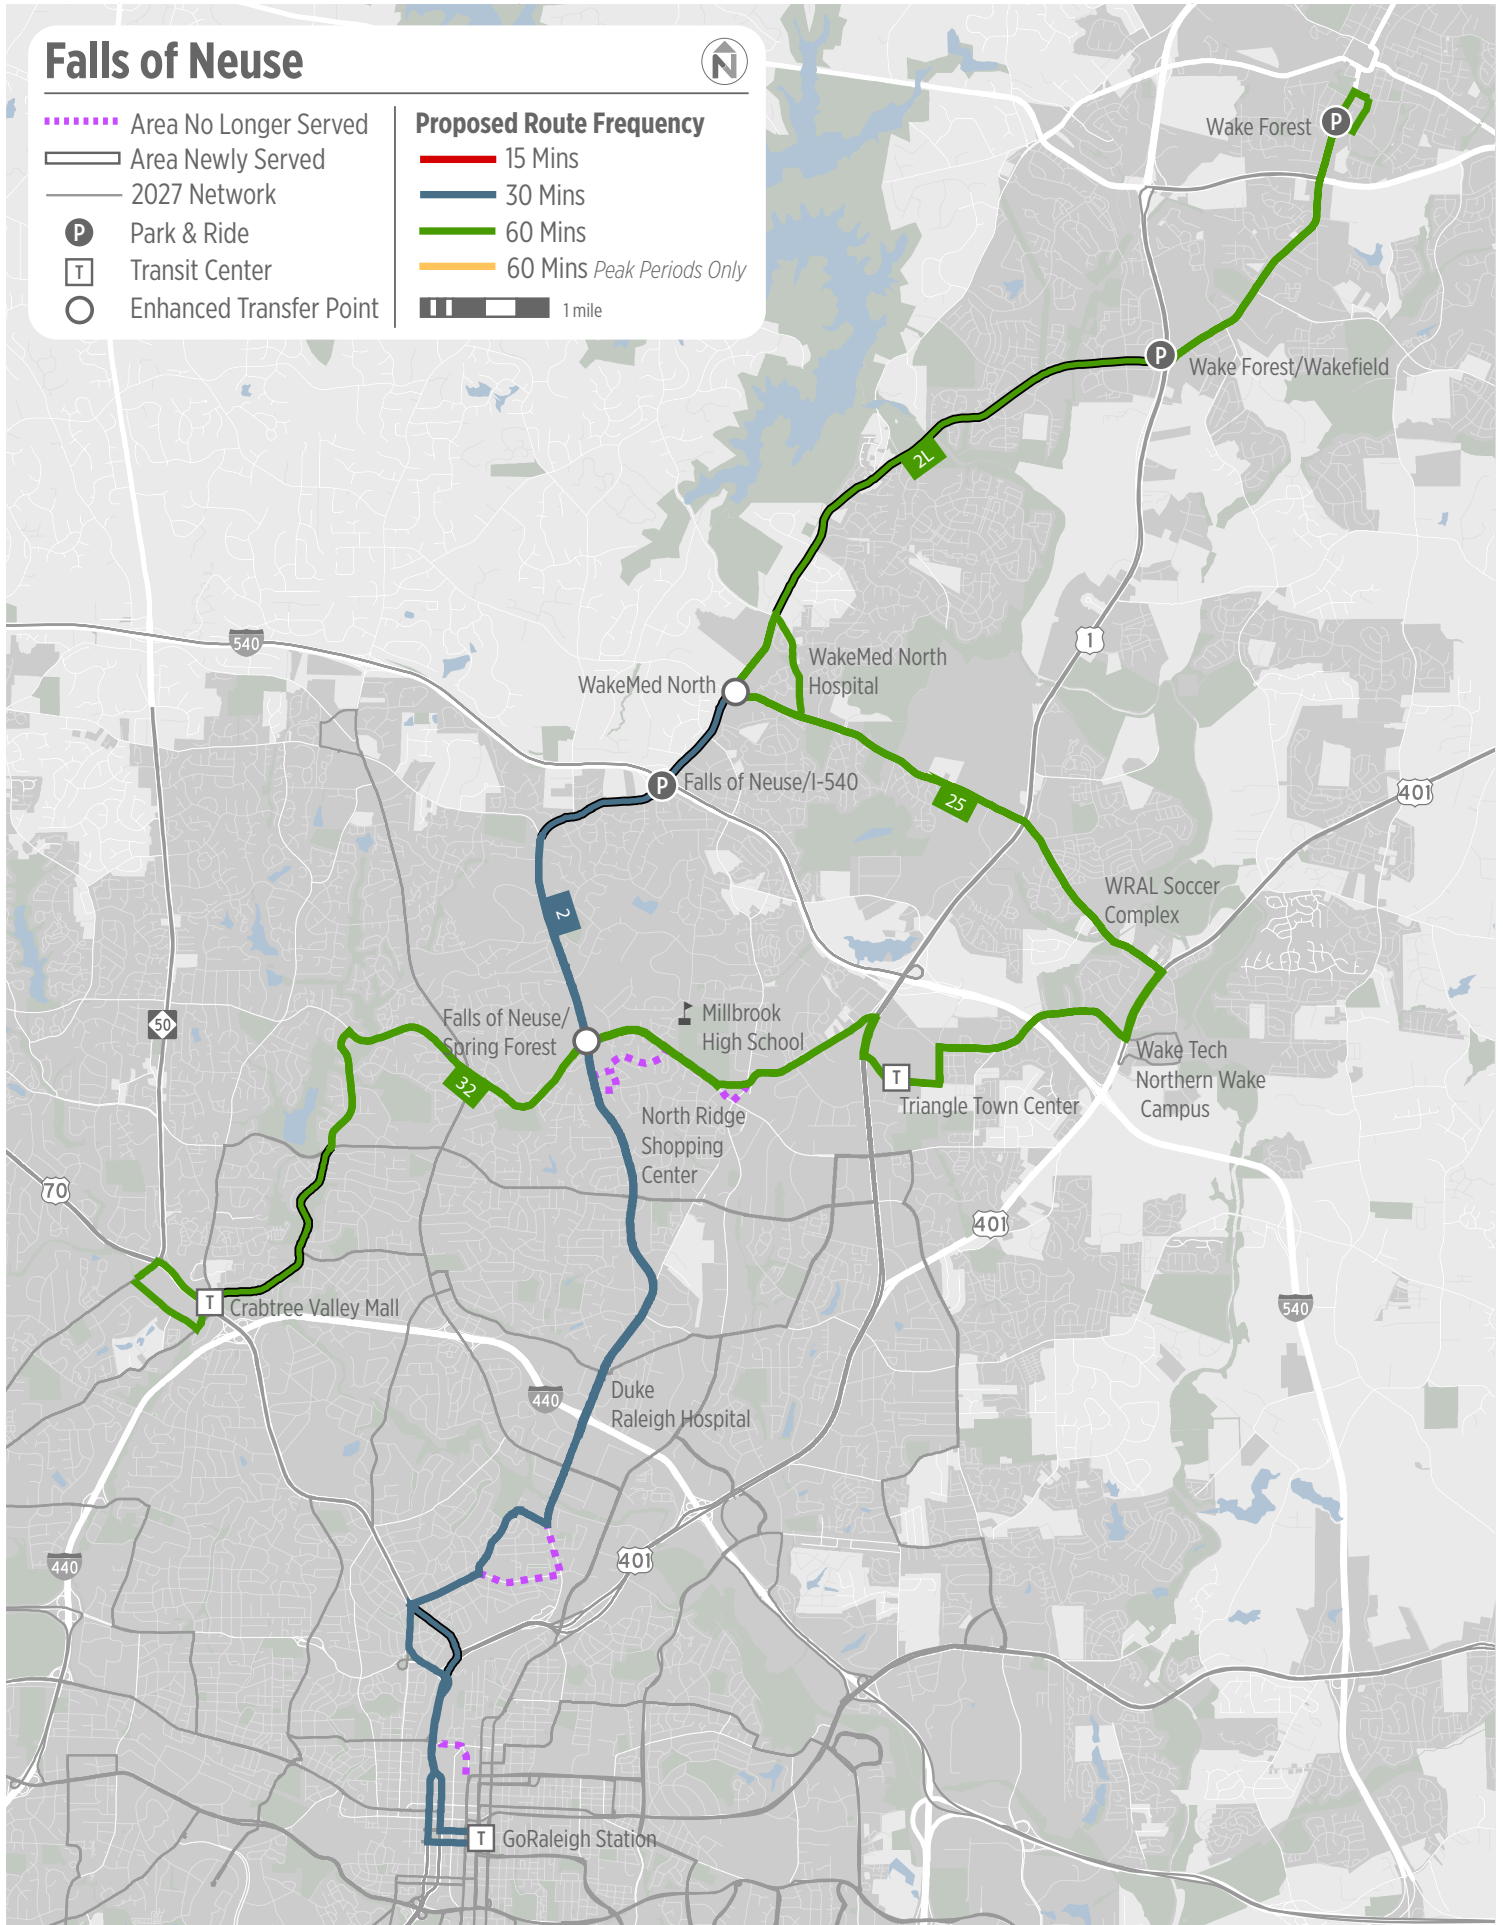 Falls of Neuse
N
Area No Longer Served
Area Newly Served
2027 Network
P Park & Ride
T Transit Center
Enhanced Transfer Point
Proposed Route Frequency
15 Mins
30 Mins
60 Mins
60 Mins Peak Periods Only
1 mile
Wake Forest
P
P
Wake Forest/Wakefield
2L
540
1
WakeMed North
Hospital
WakeMed North
P
Falls of Neuse/I-540
401
25
WRAL Soccer
Complex
2
50
Falls of Neuse/
Spring Forest
Millbrook
High School
32
T
Triangle Town Center
Wake Tech
Northern Wake
Campus
North Ridge
Shopping
Center
70
401
T
Crabtree Valley Mall
540
440
Duke
Raleigh Hospital
440
401
T
GoRaleigh Station